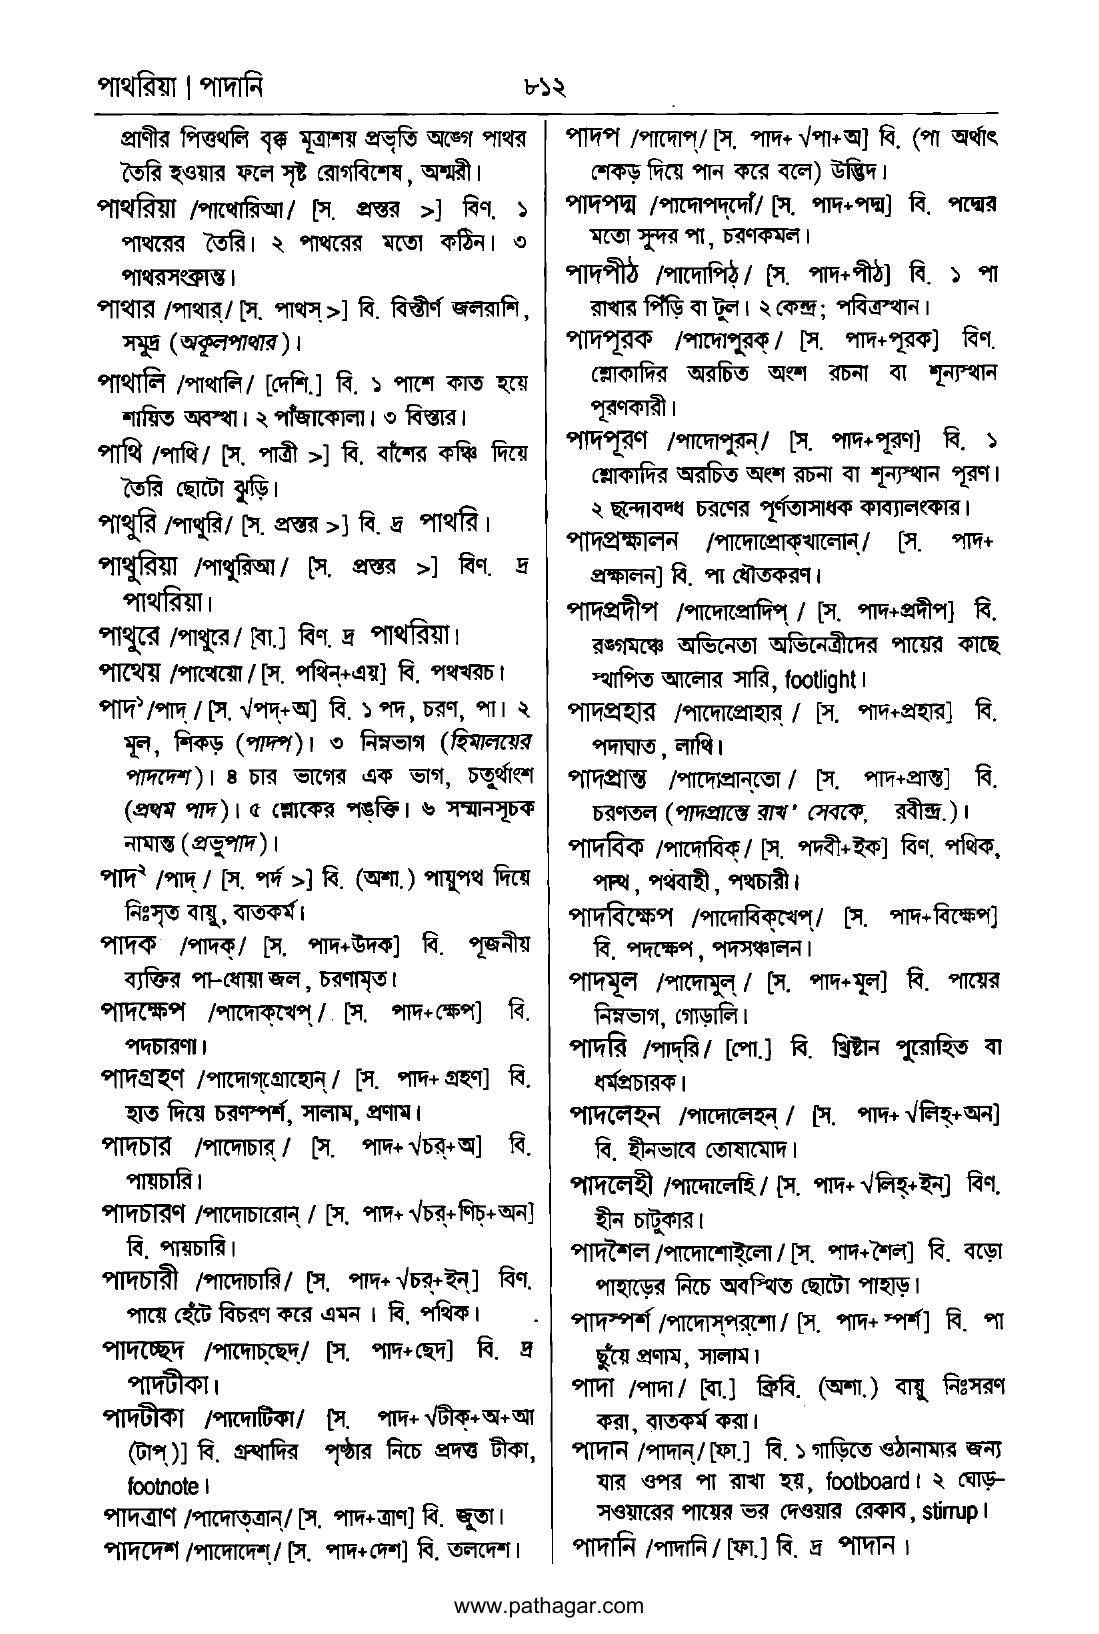 পাথরিয়া | পাদানি
৮১২
প্রাণীর পিত্তথলি বৃক্ক মূত্রাশয় প্রভৃতি অঙ্গে পাথর
তৈরি হওয়ার ফলে সৃষ্ট রোগবিশেষ, অশ্মরী।
পাথরিয়া /পাথোরিআ/ [স. প্রস্তর >] বিণ. ১
পাথরের তৈরি। ২ পাথরের মতো কঠিন। ৩
পাথরসংক্রান্ত।
পাথার /পাথার্/ [স. পাথস্ >] বি. বিস্তীর্ণ জলরাশি,
সমুদ্র (অকূলপাথার)।
পাথালি /পাথালি/ [দেশি.] বি. ১ পাশে কাত হয়ে
শায়িত অবস্থা। ২ পাঁজাকোলা। ৩ বিস্তার।
পাথি /পাথি/ [স. পাত্রী >] বি. বাঁশের কঞ্চি দিয়ে
তৈরি ছোটো ঝুড়ি।
পাথুরি /পাথুরি/ [স. প্রস্তর >] বি. দ্র পাথরি।
পাথুরিয়া /পাথুরিআ/ [স. প্রস্তর >] বিণ. দ্র
পাথরিয়া।
পাথুরে /পাথুরে/ [বা.] বিণ. দ্র পাথরিয়া।
পাথেয় /পাথেয়ো/ [স. পথিন্+এয়] বি. পথখরচ।
পাদ১ /পাদ্/ [স. √পদ্+অ] বি. ১ পদ, চরণ, পা। ২
মূল, শিকড় (পাদপ)। ৩ নিম্নভাগ (হিমালয়ের
পাদদেশ)। ৪ চার ভাগের এক ভাগ, চতুর্থাংশ
(প্রথম পাদ)। ৫ শ্লোকের পঙ্‌ক্তি। ৬ সম্মানসূচক
নামান্ত (প্রভুপাদ)।
পাদ২ /পাদ্/ [স. পর্দ >] বি. (অশা.) পায়ুপথ দিয়ে
নিঃসৃত বায়ু, বাতকর্ম।
পাদক /পাদক্/ [স. পাদ+উদক] বি. পূজনীয়
ব্যক্তির পা-ধোয়া জল, চরণামৃত।
পাদক্ষেপ /পাদোক্‌খেপ্/ [স. পাদ+ক্ষেপ] বি.
পদচারণা।
পাদগ্রহণ /পাদোগ্‌গ্রোহোন্/ [স. পাদ+গ্রহণ] বি.
হাত দিয়ে চরণস্পর্শ, সালাম, প্রণাম।
পাদচার /পাদোচার্/ [স. পাদ+√চর্+অ] বি.
পায়চারি।
পাদচারণ /পাদোচারোন্/ [স. পাদ+√চর্+ণিচ্+অন]
বি. পায়চারি।
পাদচারী /পাদোচারি/ [স. পাদ+√চর্+ইন্] বিণ.
পায়ে হেঁটে বিচরণ করে এমন। বি. পথিক।
পাদচ্ছেদ /পাদোচ্‌ছেদ্/ [স. পাদ+ছেদ] বি. দ্র
পাদটীকা।
পাদটীকা /পাদোটিকা/ [স. পাদ+√টীক্+অ+আ
(টাপ্)] বি. গ্রন্থাদির পৃষ্ঠার নিচে প্রদত্ত টীকা,
footnote।
পাদত্রাণ /পাদোত্‌ত্রান্/ [স. পাদ+ত্রাণ] বি. জুতা।
পাদদেশ /পাদোদেশ্/ [স. পাদ+দেশ] বি. তলদেশ।
পাদপ /পাদোপ্/ [স. পাদ+√পা+অ] বি. (পা অর্থাৎ
শেকড় দিয়ে পান করে বলে) উদ্ভিদ।
পাদপদ্ম /পাদোপদ্‌দোঁ/ [স. পাদ+পদ্ম] বি. পদ্মের
মতো সুন্দর পা, চরণকমল।
পাদপীঠ /পাদোপিঠ্/ [স. পাদ+পীঠ] বি. ১ পা
রাখার পিঁড়ি বা টুল। ২ কেন্দ্র; পবিত্রস্থান।
পাদপূরক /পাদোপুরক্/ [স. পাদ+পূরক] বিণ.
শ্লোকাদির অরচিত অংশ রচনা বা শূন্যস্থান
পূরণকারী।
পাদপূরণ /পাদোপুরন্/ [স. পাদ+পূরণ] বি. ১
শ্লোকাদির অরচিত অংশ রচনা বা শূন্যস্থান পূরণ।
২ ছন্দোবদ্ধ চরণের পূর্ণতাসাধক কাব্যালংকার।
পাদপ্রক্ষালন /পাদোপ্রোক্‌খালোন্/ [স. পাদ+
প্রক্ষালন] বি. পা ধৌতকরণ।
পাদপ্রদীপ /পাদোপ্রোদিপ্/ [স. পাদ+প্রদীপ] বি.
রঙ্গমঞ্চে অভিনেতা অভিনেত্রীদের পায়ের কাছে
স্থাপিত আলোর সারি, footlight।
পাদপ্রহার /পাদোপ্রোহার্/ [স. পাদ+প্রহার] বি.
পদাঘাত, লাথি।
পাদপ্রান্ত /পাদোপ্রান্‌তো/ [স. পাদ+প্রান্ত] বি.
চরণতল (পাদপ্রান্তে রাখ' সেবকে, রবীন্দ্র.)।
পাদবিক /পাদোবিক্/ [স. পদবী+ইক] বিণ. পথিক,
পান্থ, পথবাহী, পথচারী।
পাদবিক্ষেপ /পাদোবিক্‌খেপ্/ [স. পাদ+বিক্ষেপ]
বি. পদক্ষেপ, পদসঞ্চালন।
পাদমূল /পাদোমুল্/ [স. পাদ+মূল] বি. পায়ের
নিম্নভাগ, গোড়ালি।
পাদরি /পাদ্‌রি/ [পো.] বি. খ্রিষ্টান পুরোহিত বা
ধর্মপ্রচারক।
পাদলেহন /পাদোলেহন্/ [স. পাদ+√লিহ্+অন]
বি. হীনভাবে তোষামোদ।
পাদলেহী /পাদোলেহি/ [স. পাদ+√লিহ্+ইন] বিণ.
হীন চাটুকার।
পাদশৈল /পাদোশোই্‌লো/ [স. পাদ+শৈল] বি. বড়ো
পাহাড়ের নিচে অবস্থিত ছোটো পাহাড়।
পাদস্পর্শ /পাদোস্‌পর্‌শো/ [স. পাদ+স্পর্শ] বি. পা
ছুঁয়ে প্রণাম, সালাম।
পাদা /পাদা/ [বা.] ক্রিবি. (অশা.) বায়ু নিঃসরণ
করা, বাতকর্ম করা।
পাদান /পাদান্/ [ফা.] বি. ১ গাড়িতে ওঠানামার জন্য
যার ওপর পা রাখা হয়, footboard। ২ ঘোড়-
সওয়ারের পায়ের ভর দেওয়ার রেকাব, stirrup।
পাদানি /পাদানি/ [ফা.] বি. দ্র পাদান।
www.pathagar.com